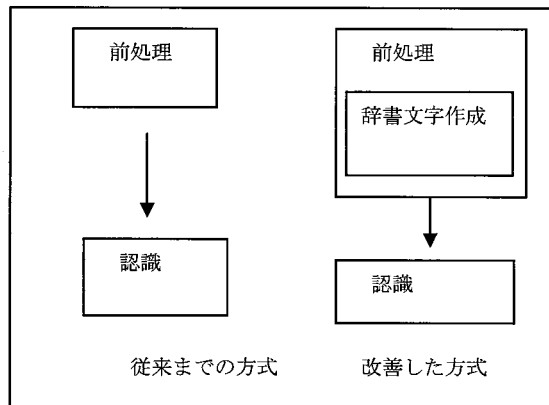 前処理
認識
従来までの方式
前処理
辞書文字作成
認識
改善した方式